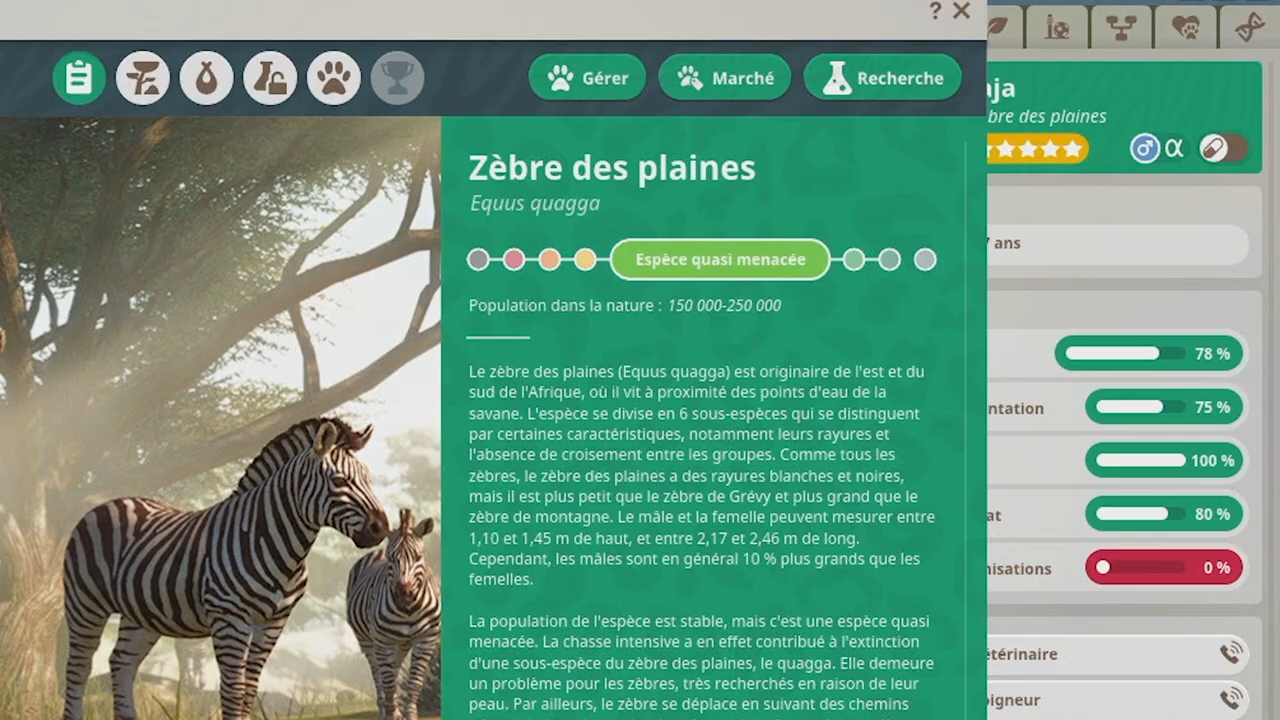 ?
Gérer
Marché
Recherche
Zèbre des plaines
Equus quagga
Espèce quasi menacée
Population dans la nature : 150 000-250 000
Le zèbre des plaines (Equus quagga) est originaire de l'est et du
sud de l'Afrique, où il vit à proximité des points d'eau de la
savane. L'espèce se divise en 6 sous-espèces qui se distinguent
par certaines caractéristiques, notamment leurs rayures et
l'absence de croisement entre les groupes. Comme tous les
zèbres, le zèbre des plaines a des rayures blanches et noires,
mais il est plus petit que le zèbre de Grévy et plus grand que le
zèbre de montagne. Le mâle et la femelle peuvent mesurer entre
1,10 et 1,45 m de haut, et entre 2,17 et 2,46 m de long.
Cependant, les mâles sont en général 10 % plus grands que les
femelles.
La population de l'espèce est stable, mais c'est une espèce quasi
menacée. La chasse intensive a en effet contribué à l'extinction
d'une sous-espèce du zèbre des plaines, le quagga. Elle demeure
un problème pour les zèbres, très recherchés en raison de leur
peau. Par ailleurs, le zèbre se déplace en suivant des chemins
aja
bre des plaines
α
7 ans
78 %
ntation
75 %
100 %
at
80 %
nisations
0 %
étérinaire
oigneur